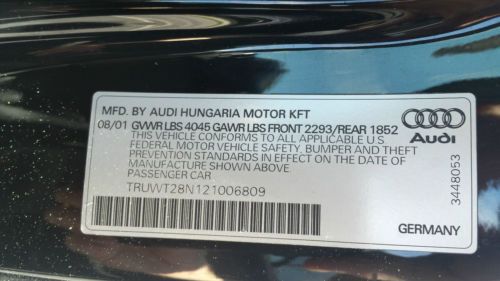 MFD. BY AUDI HUNGARIA MOTOR KFT
08/01 GVWR LBS 4045 GAWR LBS FRONT 2293/REAR 1852
THIS VEHICLE CONFORMS TO ALL APPLICABLE U.S
FEDERAL MOTOR VEHICLE SAFETY, BUMPER AND THEFT
PREVENTION STANDARDS IN EFFECT ON THE DATE OF
MANUFACTURE SHOWN ABOVE.
PASSENGER CAR
TRUWT28N121006809
Audi
3448053
GERMANY